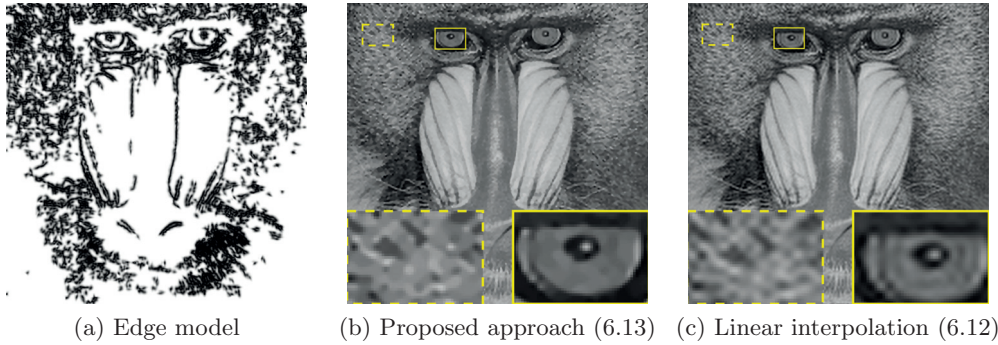 (a) Edge model
(b) Proposed approach (6.13)
(c) Linear interpolation (6.12)